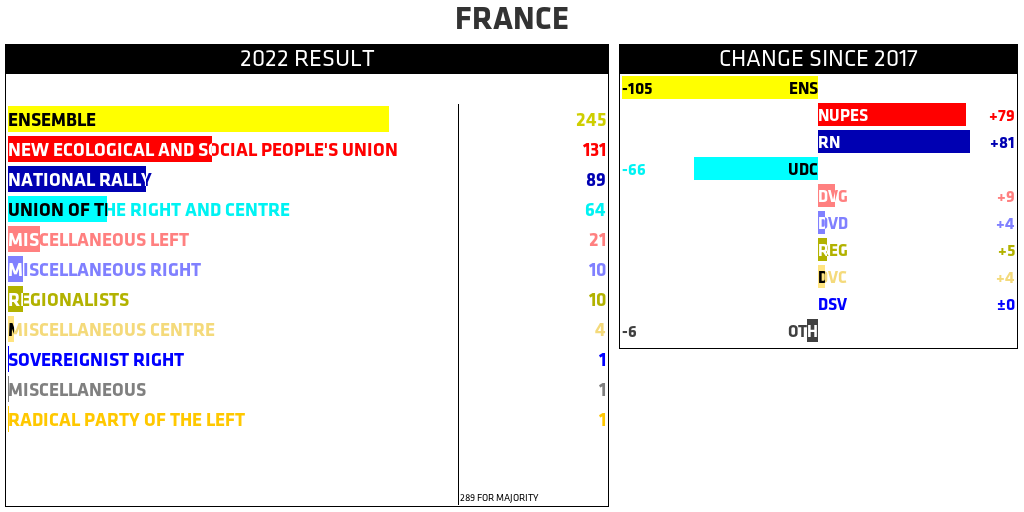 FRANCE
2022 RESULT
ENSEMBLE 245
NEW ECOLOGICAL AND SOCIAL PEOPLE'S UNION 131
NATIONAL RALLY 89
UNION OF THE RIGHT AND CENTRE 64
MISCELLANEOUS LEFT 21
MISCELLANEOUS RIGHT 10
REGIONALISTS 10
MISCELLANEOUS CENTRE 4
SOVEREIGNIST RIGHT 1
MISCELLANEOUS 1
RADICAL PARTY OF THE LEFT 1
289 FOR MAJORITY
CHANGE SINCE 2017
-105 ENS
NUPES +79
RN +81
-66 UDC
DVG +9
DVD +4
REG +5
DVC +4
DSV ±0
-6 OTH